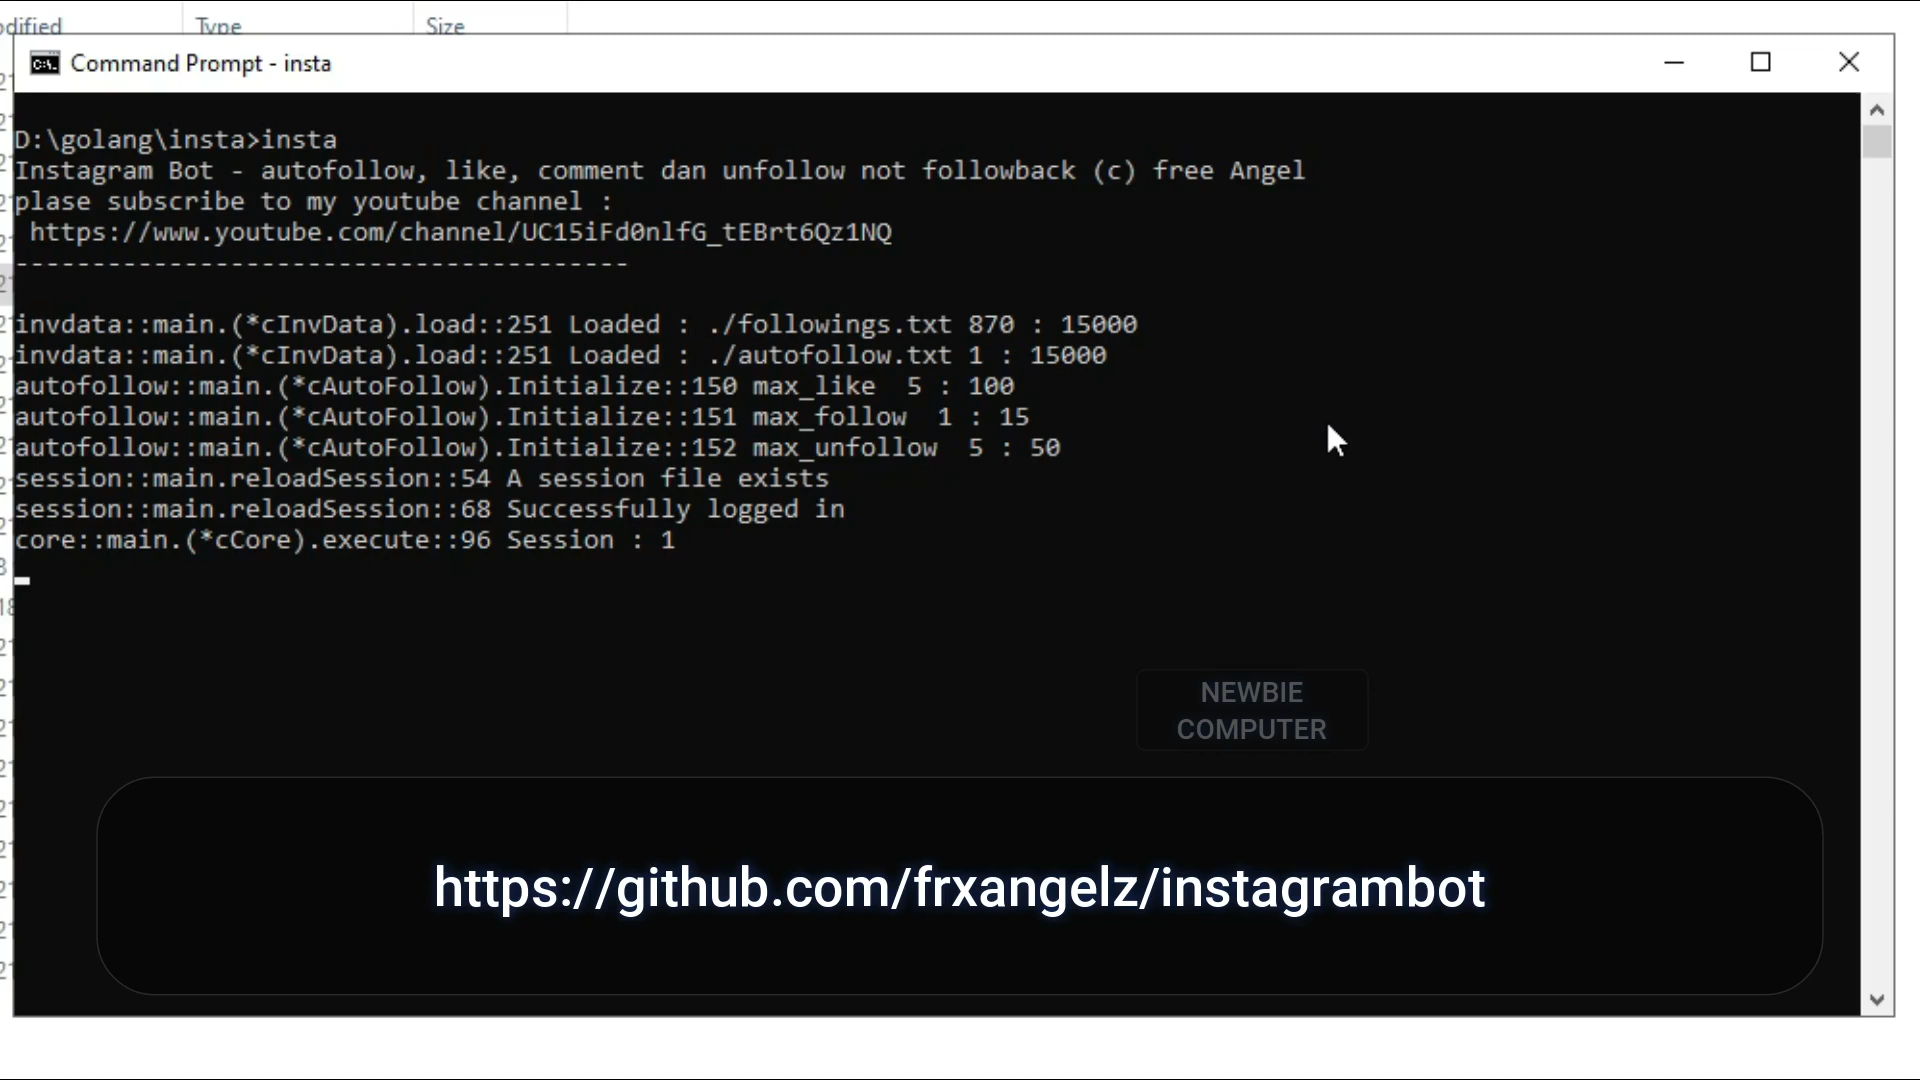 Type
Size
Command Prompt - insta
D:\golang\insta>insta
Instagram Bot - autofollow, like, comment dan unfollow not followback (c) free Angel
plase subscribe to my youtube channel :
https://www.youtube.com/channel/UC15iFd0nlfG_tEBrt6Qz1NQ
----------------------------------------
invdata::main.(*cInvData).load::251 Loaded : ./followings.txt 870 : 15000
invdata::main.(*cInvData).load::251 Loaded : ./autofollow.txt 1 : 15000
autofollow::main.(*cAutoFollow).Initialize::150 max_like  5 : 100
autofollow::main.(*cAutoFollow).Initialize::151 max_follow  1 : 15
autofollow::main.(*cAutoFollow).Initialize::152 max_unfollow  5 : 50
session::main.reloadSession::54 A session file exists
session::main.reloadSession::68 Successfully logged in
core::main.(*cCore).execute::96 Session : 1
NEWBIE
COMPUTER
https://github.com/frxangelz/instagrambot